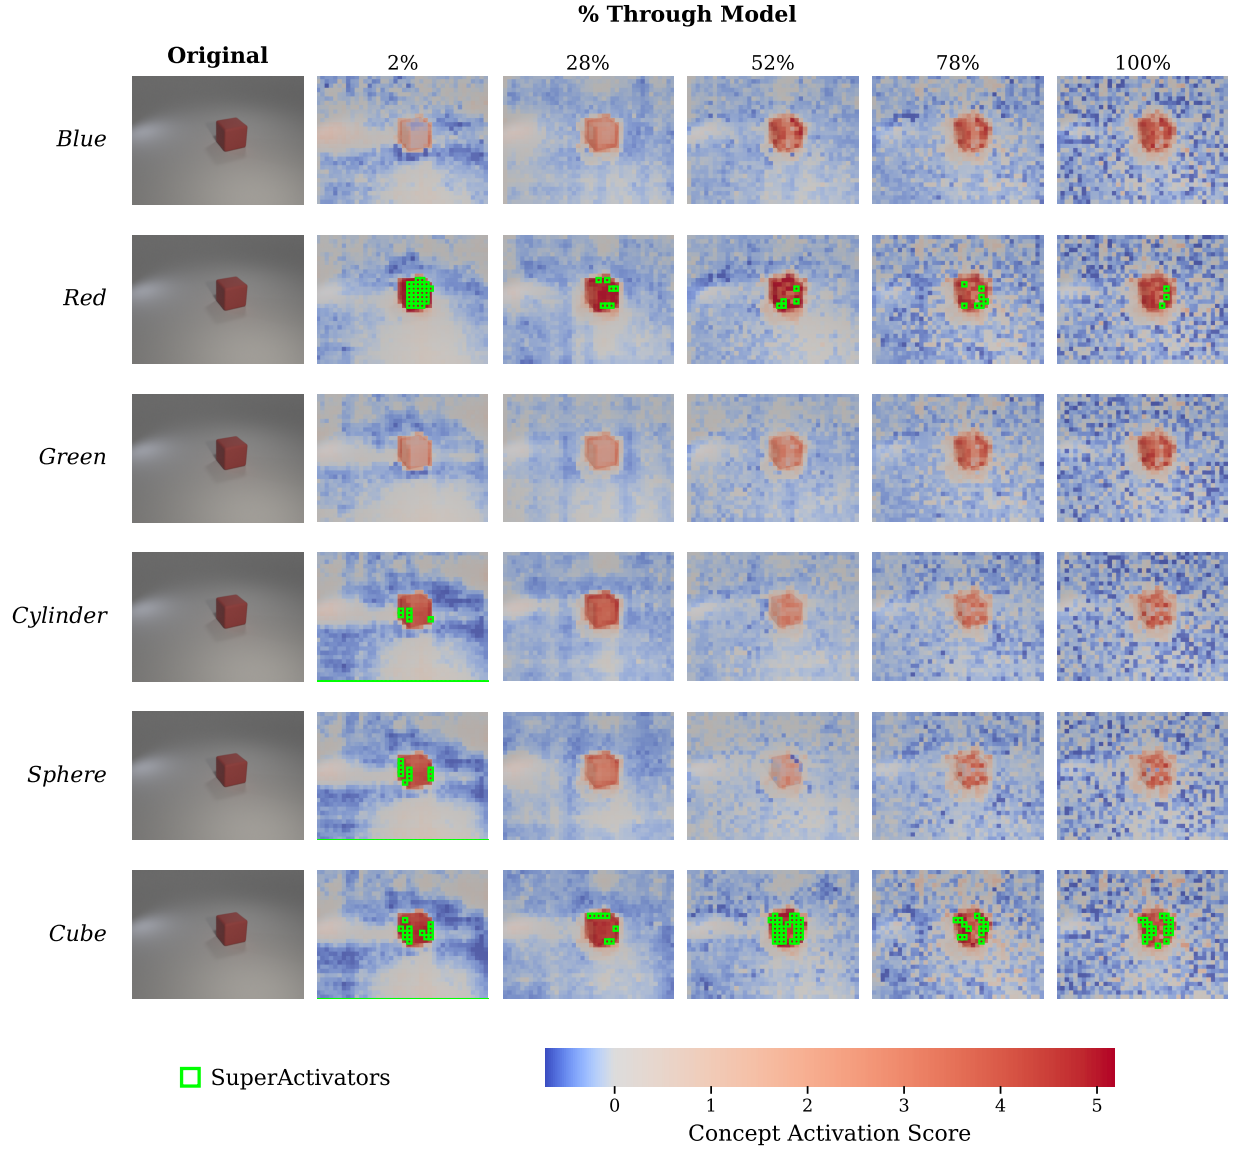 % Through Model
Original 2% 28% 52% 78% 100%
Blue
Red
Green
Cylinder
Sphere
Cube
SuperActivators
0 1 2 3 4 5
Concept Activation Score